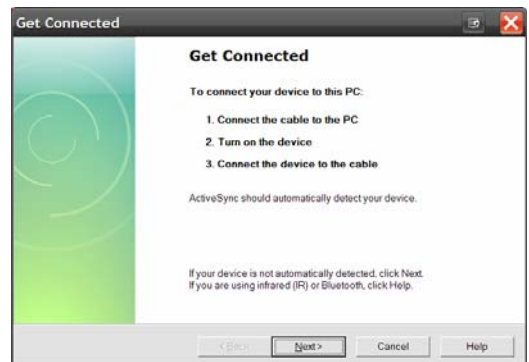 Get Connected
Get Connected
To connect your device to this PC:
1. Connect the cable to the PC
2. Turn on the device
3. Connect the device to the cable
ActiveSync should automatically detect your device.
If your device is not automatically detected, click Next.
If you are using infrared (IR) or Bluetooth, click Help.
< Back Next > Cancel Help